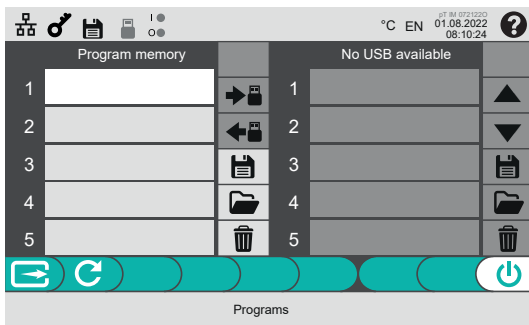 I
O
°C EN
pT IM 072122O
01.08.2022
08:10:24
?
Program memory
No USB available
1
1
2
2
3
3
4
4
5
5
Programs